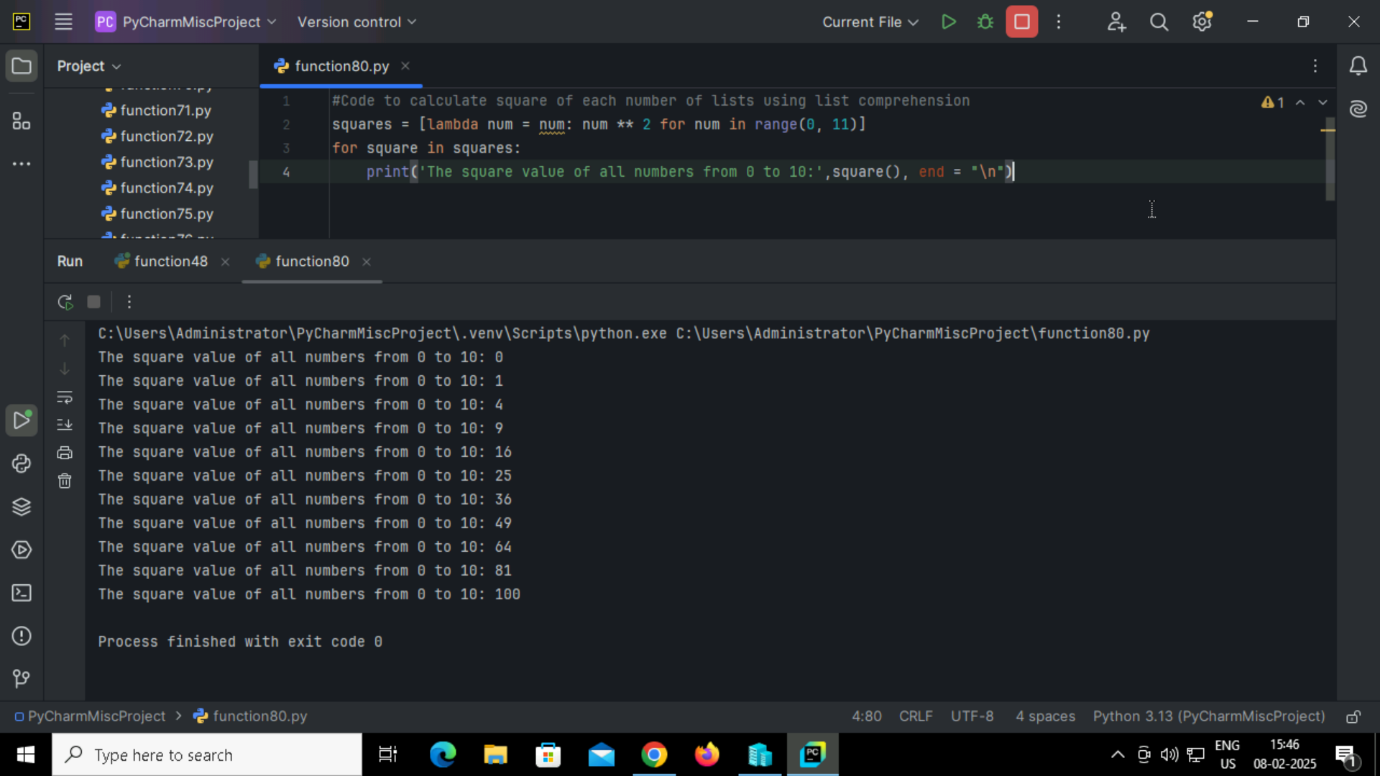 PC PC PyCharmMiscProject Version control Current File
Project function80.py
function71.py
function72.py
function73.py
function74.py
function75.py
function76.py
1 #Code to calculate square of each number of lists using list comprehension 1
2 squares = [lambda num = num: num ** 2 for num in range(0, 11)]
3 for square in squares:
4 print('The square value of all numbers from 0 to 10:',square(), end = "\n")
Run function48 function80
C:\Users\Administrator\PyCharmMiscProject\.venv\Scripts\python.exe C:\Users\Administrator\PyCharmMiscProject\function80.py
The square value of all numbers from 0 to 10: 0
The square value of all numbers from 0 to 10: 1
The square value of all numbers from 0 to 10: 4
The square value of all numbers from 0 to 10: 9
The square value of all numbers from 0 to 10: 16
The square value of all numbers from 0 to 10: 25
The square value of all numbers from 0 to 10: 36
The square value of all numbers from 0 to 10: 49
The square value of all numbers from 0 to 10: 64
The square value of all numbers from 0 to 10: 81
The square value of all numbers from 0 to 10: 100
Process finished with exit code 0
PyCharmMiscProject > function80.py 4:80 CRLF UTF-8 4 spaces Python 3.13 (PyCharmMiscProject)
Type here to search PC ENG 15:46
US 08-02-2025 1